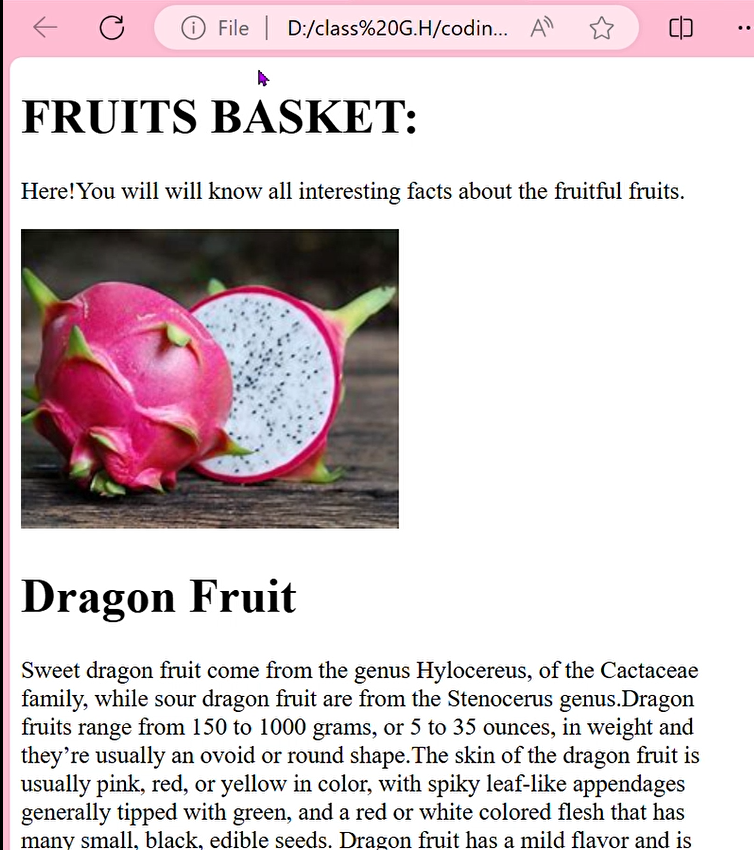 File | D:/class%20G.H/codin...
FRUITS BASKET:
Here!You will will know all interesting facts about the fruitful fruits.
Dragon Fruit
Sweet dragon fruit come from the genus Hylocereus, of the Cactaceae
family, while sour dragon fruit are from the Stenocerus genus.Dragon
fruits range from 150 to 1000 grams, or 5 to 35 ounces, in weight and
they’re usually an ovoid or round shape.The skin of the dragon fruit is
usually pink, red, or yellow in color, with spiky leaf-like appendages
generally tipped with green, and a red or white colored flesh that has
many small, black, edible seeds. Dragon fruit has a mild flavor and is